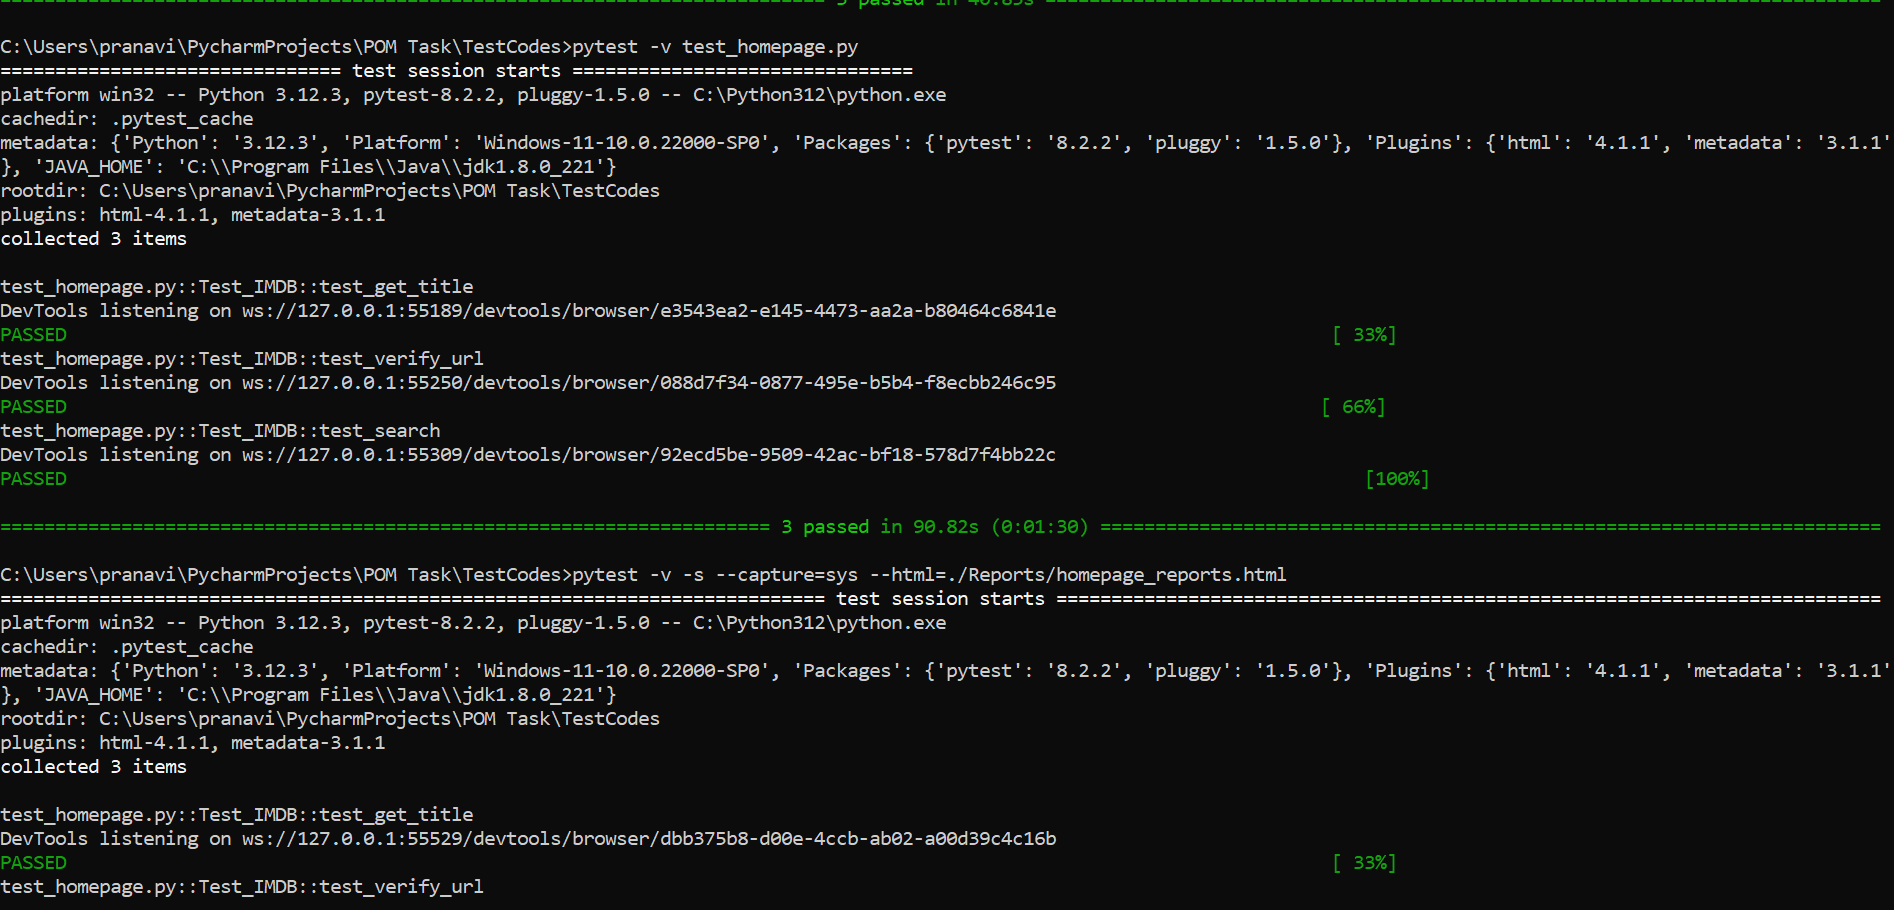 ============================================================================ 3 passed in 40.85s ============================================================================
C:\Users\pranavi\PycharmProjects\POM Task\TestCodes>pytest -v test_homepage.py
=============================== test session starts ===============================
platform win32 -- Python 3.12.3, pytest-8.2.2, pluggy-1.5.0 -- C:\Python312\python.exe
cachedir: .pytest_cache
metadata: {'Python': '3.12.3', 'Platform': 'Windows-11-10.0.22000-SP0', 'Packages': {'pytest': '8.2.2', 'pluggy': '1.5.0'}, 'Plugins': {'html': '4.1.1', 'metadata': '3.1.1'
}, 'JAVA_HOME': 'C:\\Program Files\\Java\\jdk1.8.0_221'}
rootdir: C:\Users\pranavi\PycharmProjects\POM Task\TestCodes
plugins: html-4.1.1, metadata-3.1.1
collected 3 items
test_homepage.py::Test_IMDB::test_get_title
DevTools listening on ws://127.0.0.1:55189/devtools/browser/e3543ea2-e145-4473-aa2a-b80464c6841e
PASSED [ 33%]
test_homepage.py::Test_IMDB::test_verify_url
DevTools listening on ws://127.0.0.1:55250/devtools/browser/088d7f34-0877-495e-b5b4-f8ecbb246c95
PASSED [ 66%]
test_homepage.py::Test_IMDB::test_search
DevTools listening on ws://127.0.0.1:55309/devtools/browser/92ecd5be-9509-42ac-bf18-578d7f4bb22c
PASSED [100%]
====================================================================== 3 passed in 90.82s (0:01:30) =======================================================================
C:\Users\pranavi\PycharmProjects\POM Task\TestCodes>pytest -v -s --capture=sys --html=./Reports/homepage_reports.html
=========================================================================== test session starts ===========================================================================
platform win32 -- Python 3.12.3, pytest-8.2.2, pluggy-1.5.0 -- C:\Python312\python.exe
cachedir: .pytest_cache
metadata: {'Python': '3.12.3', 'Platform': 'Windows-11-10.0.22000-SP0', 'Packages': {'pytest': '8.2.2', 'pluggy': '1.5.0'}, 'Plugins': {'html': '4.1.1', 'metadata': '3.1.1'
}, 'JAVA_HOME': 'C:\\Program Files\\Java\\jdk1.8.0_221'}
rootdir: C:\Users\pranavi\PycharmProjects\POM Task\TestCodes
plugins: html-4.1.1, metadata-3.1.1
collected 3 items
test_homepage.py::Test_IMDB::test_get_title
DevTools listening on ws://127.0.0.1:55529/devtools/browser/dbb375b8-d00e-4ccb-ab02-a00d39c4c16b
PASSED [ 33%]
test_homepage.py::Test_IMDB::test_verify_url